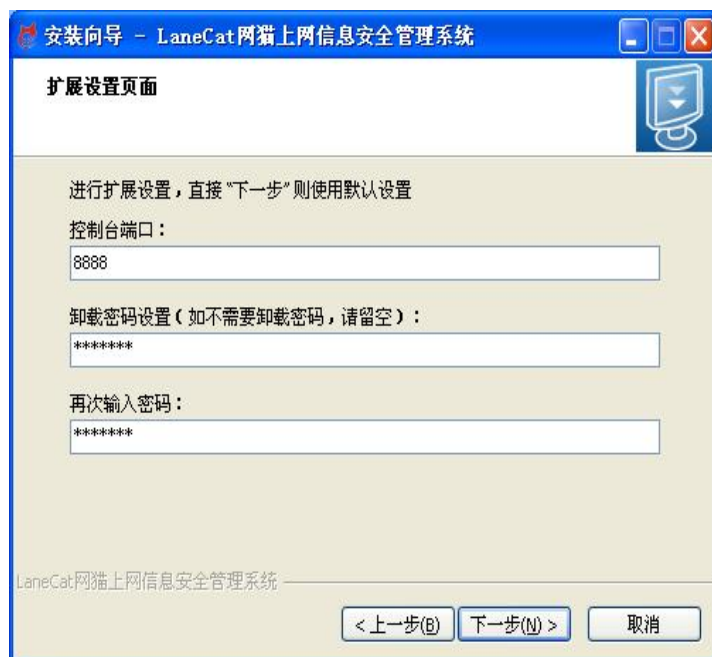 安装向导 - LaneCat网猫上网信息安全管理系统
扩展设置页面
进行扩展设置，直接“下一步”则使用默认设置
控制台端口：
8888
卸载密码设置(如不需要卸载密码，请留空)：
*******
再次输入密码：
*******
LaneCat网猫上网信息安全管理系统
<上一步(B) 下一步(N)> 取消